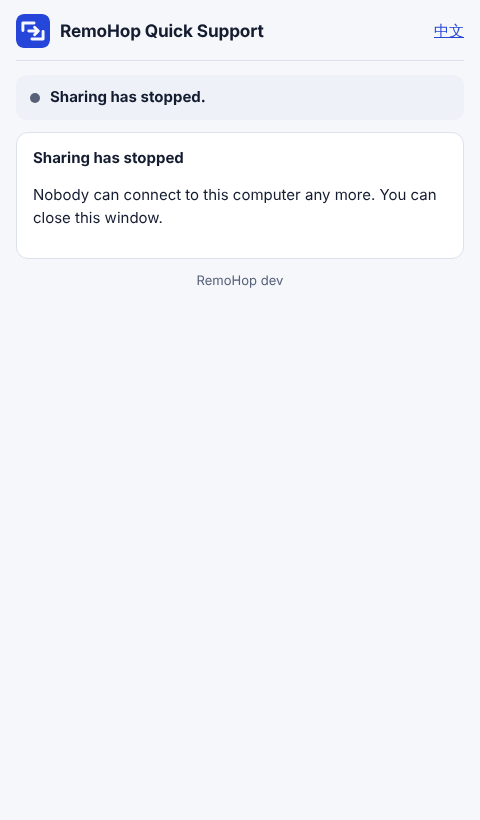 RemoHop Quick Support
中文
Sharing has stopped.
Sharing has stopped
Nobody can connect to this computer any more. You can
close this window.
RemoHop dev